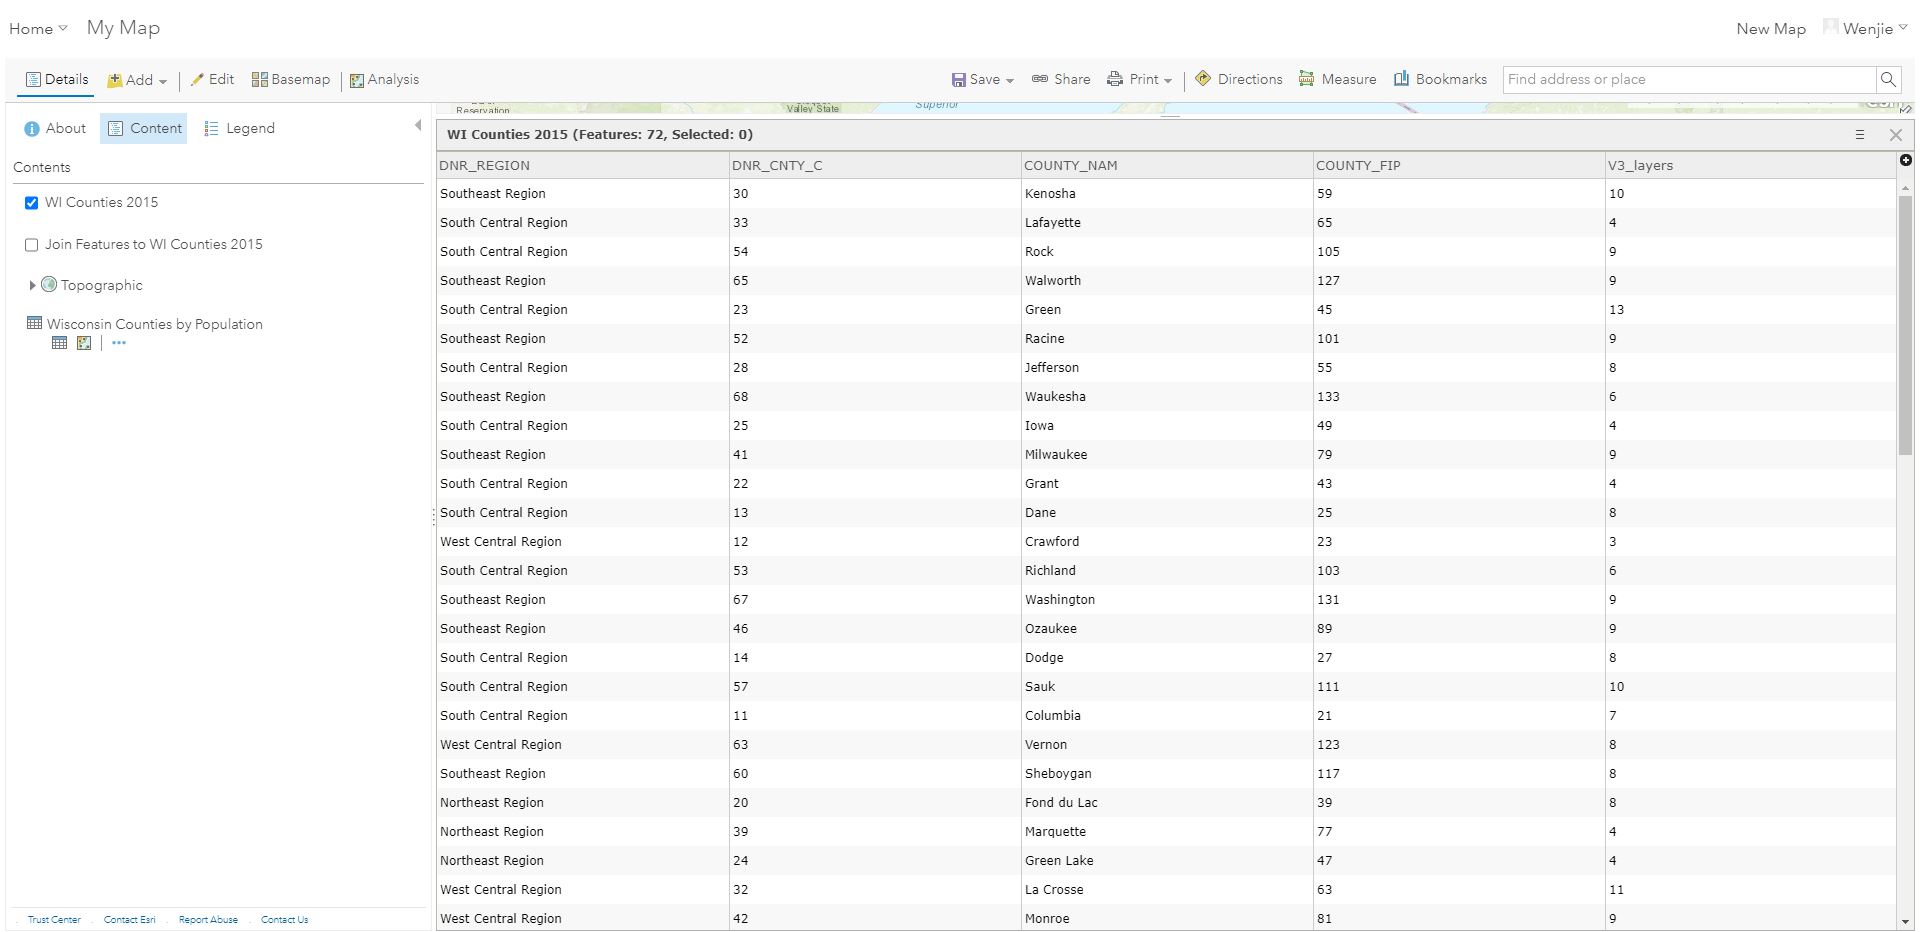 Home My Map New Map Wenjie
Details Add Edit Basemap Analysis Save Share Print Directions Measure Bookmarks Find address or place
Reservation Valley State Superior
About Content Legend
WI Counties 2015 (Features: 72, Selected: 0)
Contents
DNR_REGION DNR_CNTY_C COUNTY_NAM COUNTY_FIP V3_layers
WI Counties 2015
Join Features to WI Counties 2015
Topographic
Wisconsin Counties by Population
Southeast Region 30 Kenosha 59 10
South Central Region 33 Lafayette 65 4
South Central Region 54 Rock 105 9
Southeast Region 65 Walworth 127 9
South Central Region 23 Green 45 13
Southeast Region 52 Racine 101 9
South Central Region 28 Jefferson 55 8
Southeast Region 68 Waukesha 133 6
South Central Region 25 Iowa 49 4
Southeast Region 41 Milwaukee 79 9
South Central Region 22 Grant 43 4
South Central Region 13 Dane 25 8
West Central Region 12 Crawford 23 3
South Central Region 53 Richland 103 6
Southeast Region 67 Washington 131 9
Southeast Region 46 Ozaukee 89 9
South Central Region 14 Dodge 27 8
South Central Region 57 Sauk 111 10
South Central Region 11 Columbia 21 7
West Central Region 63 Vernon 123 8
Southeast Region 60 Sheboygan 117 8
Northeast Region 20 Fond du Lac 39 8
Northeast Region 39 Marquette 77 4
Northeast Region 24 Green Lake 47 4
West Central Region 32 La Crosse 63 11
West Central Region 42 Monroe 81 9
Trust Center . Contact Esri . Report Abuse . Contact Us